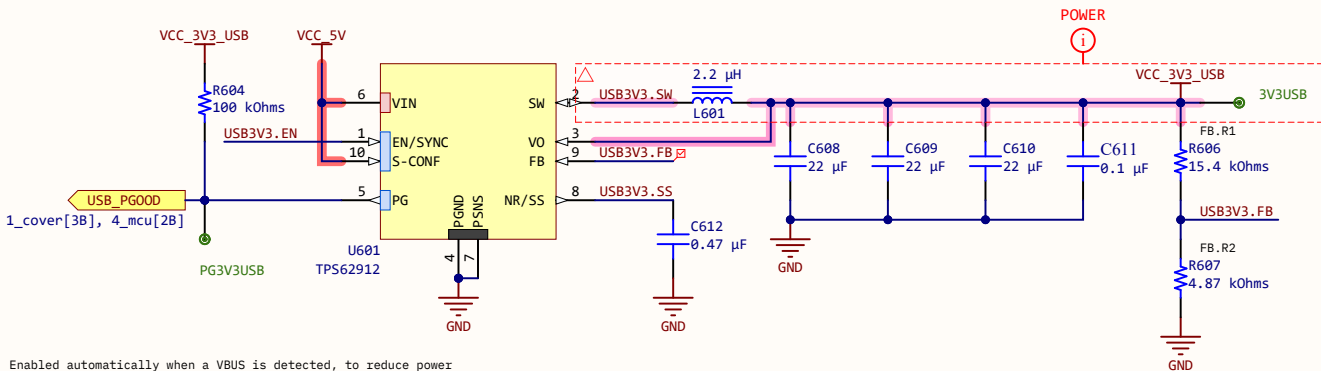 POWER
i
VCC_3V3_USB
VCC_5V
2.2 µH
VCC_3V3_USB
R604
100 kOhms
6
VIN
SW
2
USB3V3.SW
L601
3V3USB
USB3V3.EN
1
EN/SYNC
VO
3
FB.R1
10
S-CONF
FB
9
USB3V3.FB
C608
22 µF
C609
22 µF
C610
22 µF
C611
0.1 µF
R606
15.4 kOhms
USB_PGOOD
5
PG
NR/SS
8
USB3V3.SS
1_cover[3B], 4_mcu[2B]
PGND
PSNS
USB3V3.FB
C612
0.47 µF
U601
TPS62912
4
7
GND
FB.R2
R607
4.87 kOhms
PG3V3USB
GND
GND
GND
Enabled automatically when a VBUS is detected, to reduce power